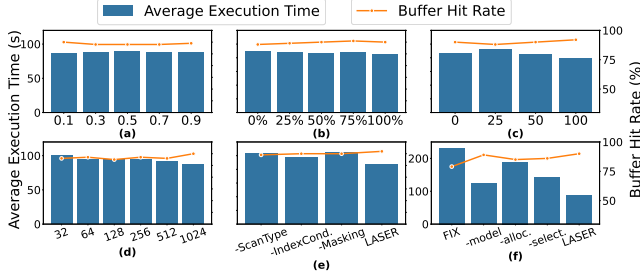 Average Execution Time Buffer Hit Rate
Average Execution Time (s)
100
50
0
0.1 0.3 0.5 0.7 0.9
(a)
0% 25% 50% 75% 100%
(b)
0 25 50 100
(c)
100
75
50
Buffer Hit Rate (%)
100
50
0
32 64 128 256 512 1024
(d)
-ScanType -IndexCond. -Masking LASER
(e)
200
100
0
FIX -model -alloc. -select. LASER
(f)
100
75
50